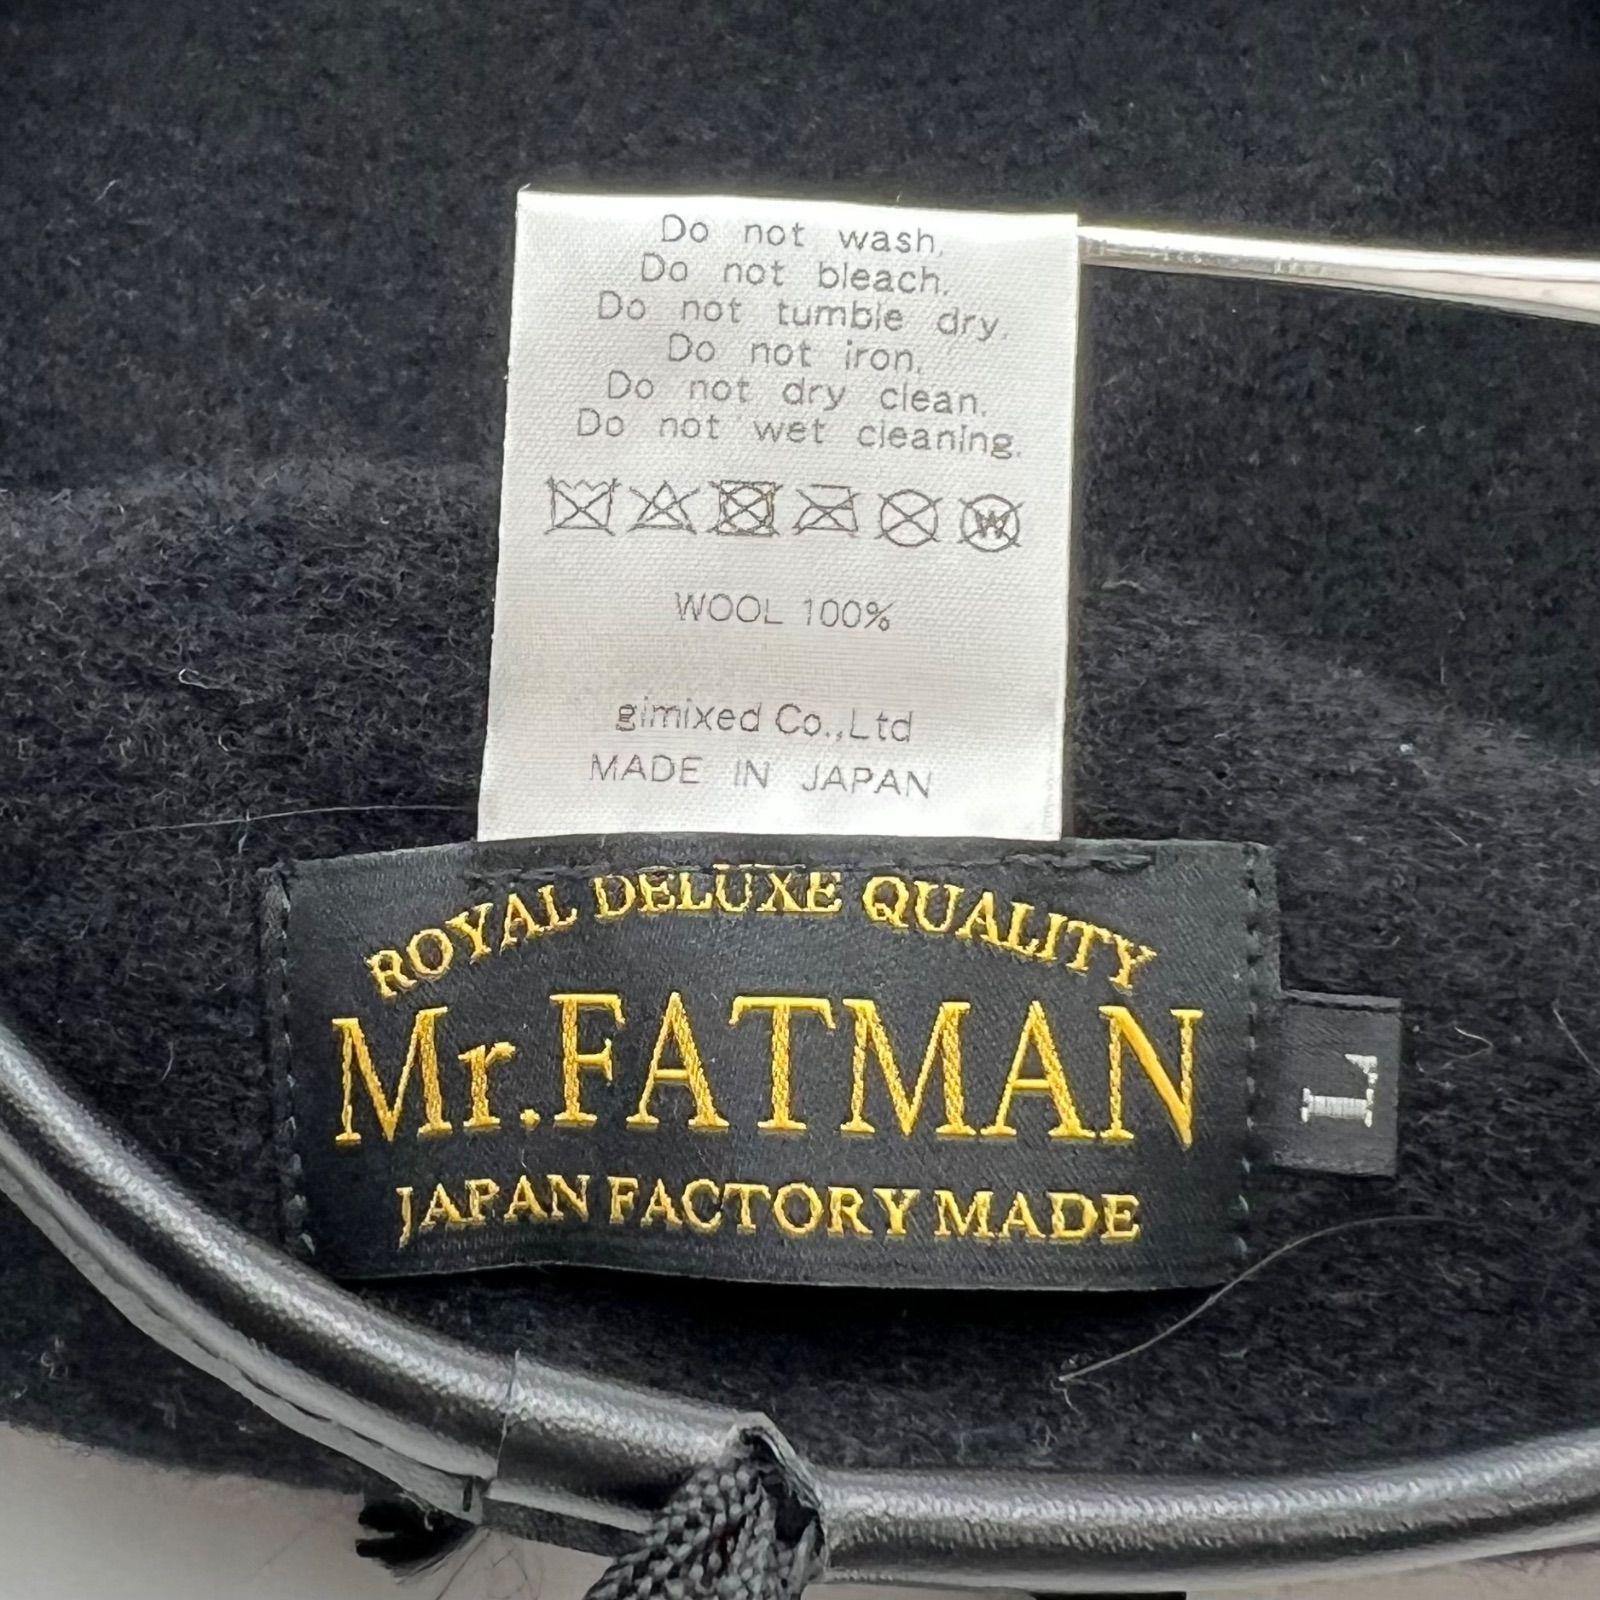 Do not wash.
Do not bleach.
Do not tumble dry.
Do not iron.
Do not dry clean.
Do not wet cleaning.
W
WOOL 100%
gimixed Co.,Ltd
MADE IN JAPAN
ROYAL DELUXE QUALITY
Mr.FATMAN
JAPAN FACTORY MADE
L